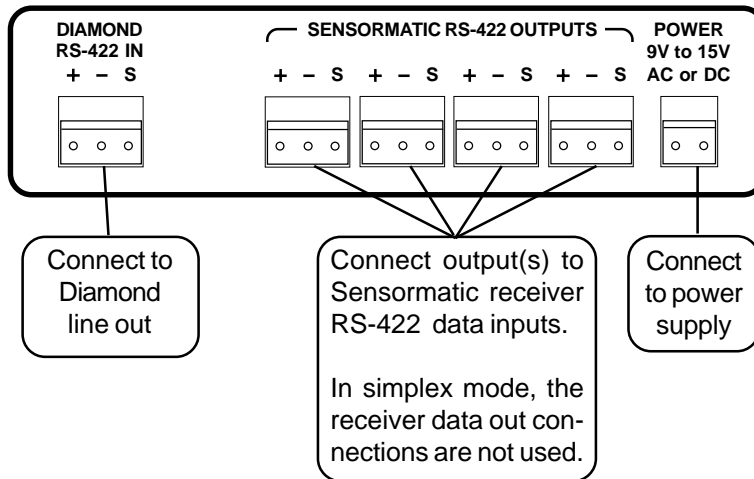 DIAMOND
RS-422 IN
+ – S
SENSORMATIC RS-422 OUTPUTS
+ – S + – S + – S + – S
POWER
9V to 15V
AC or DC
Connect to
Diamond
line out
Connect output(s) to
Sensormatic receiver
RS-422 data inputs.
In simplex mode, the
receiver data out con-
nections are not used.
Connect
to power
supply